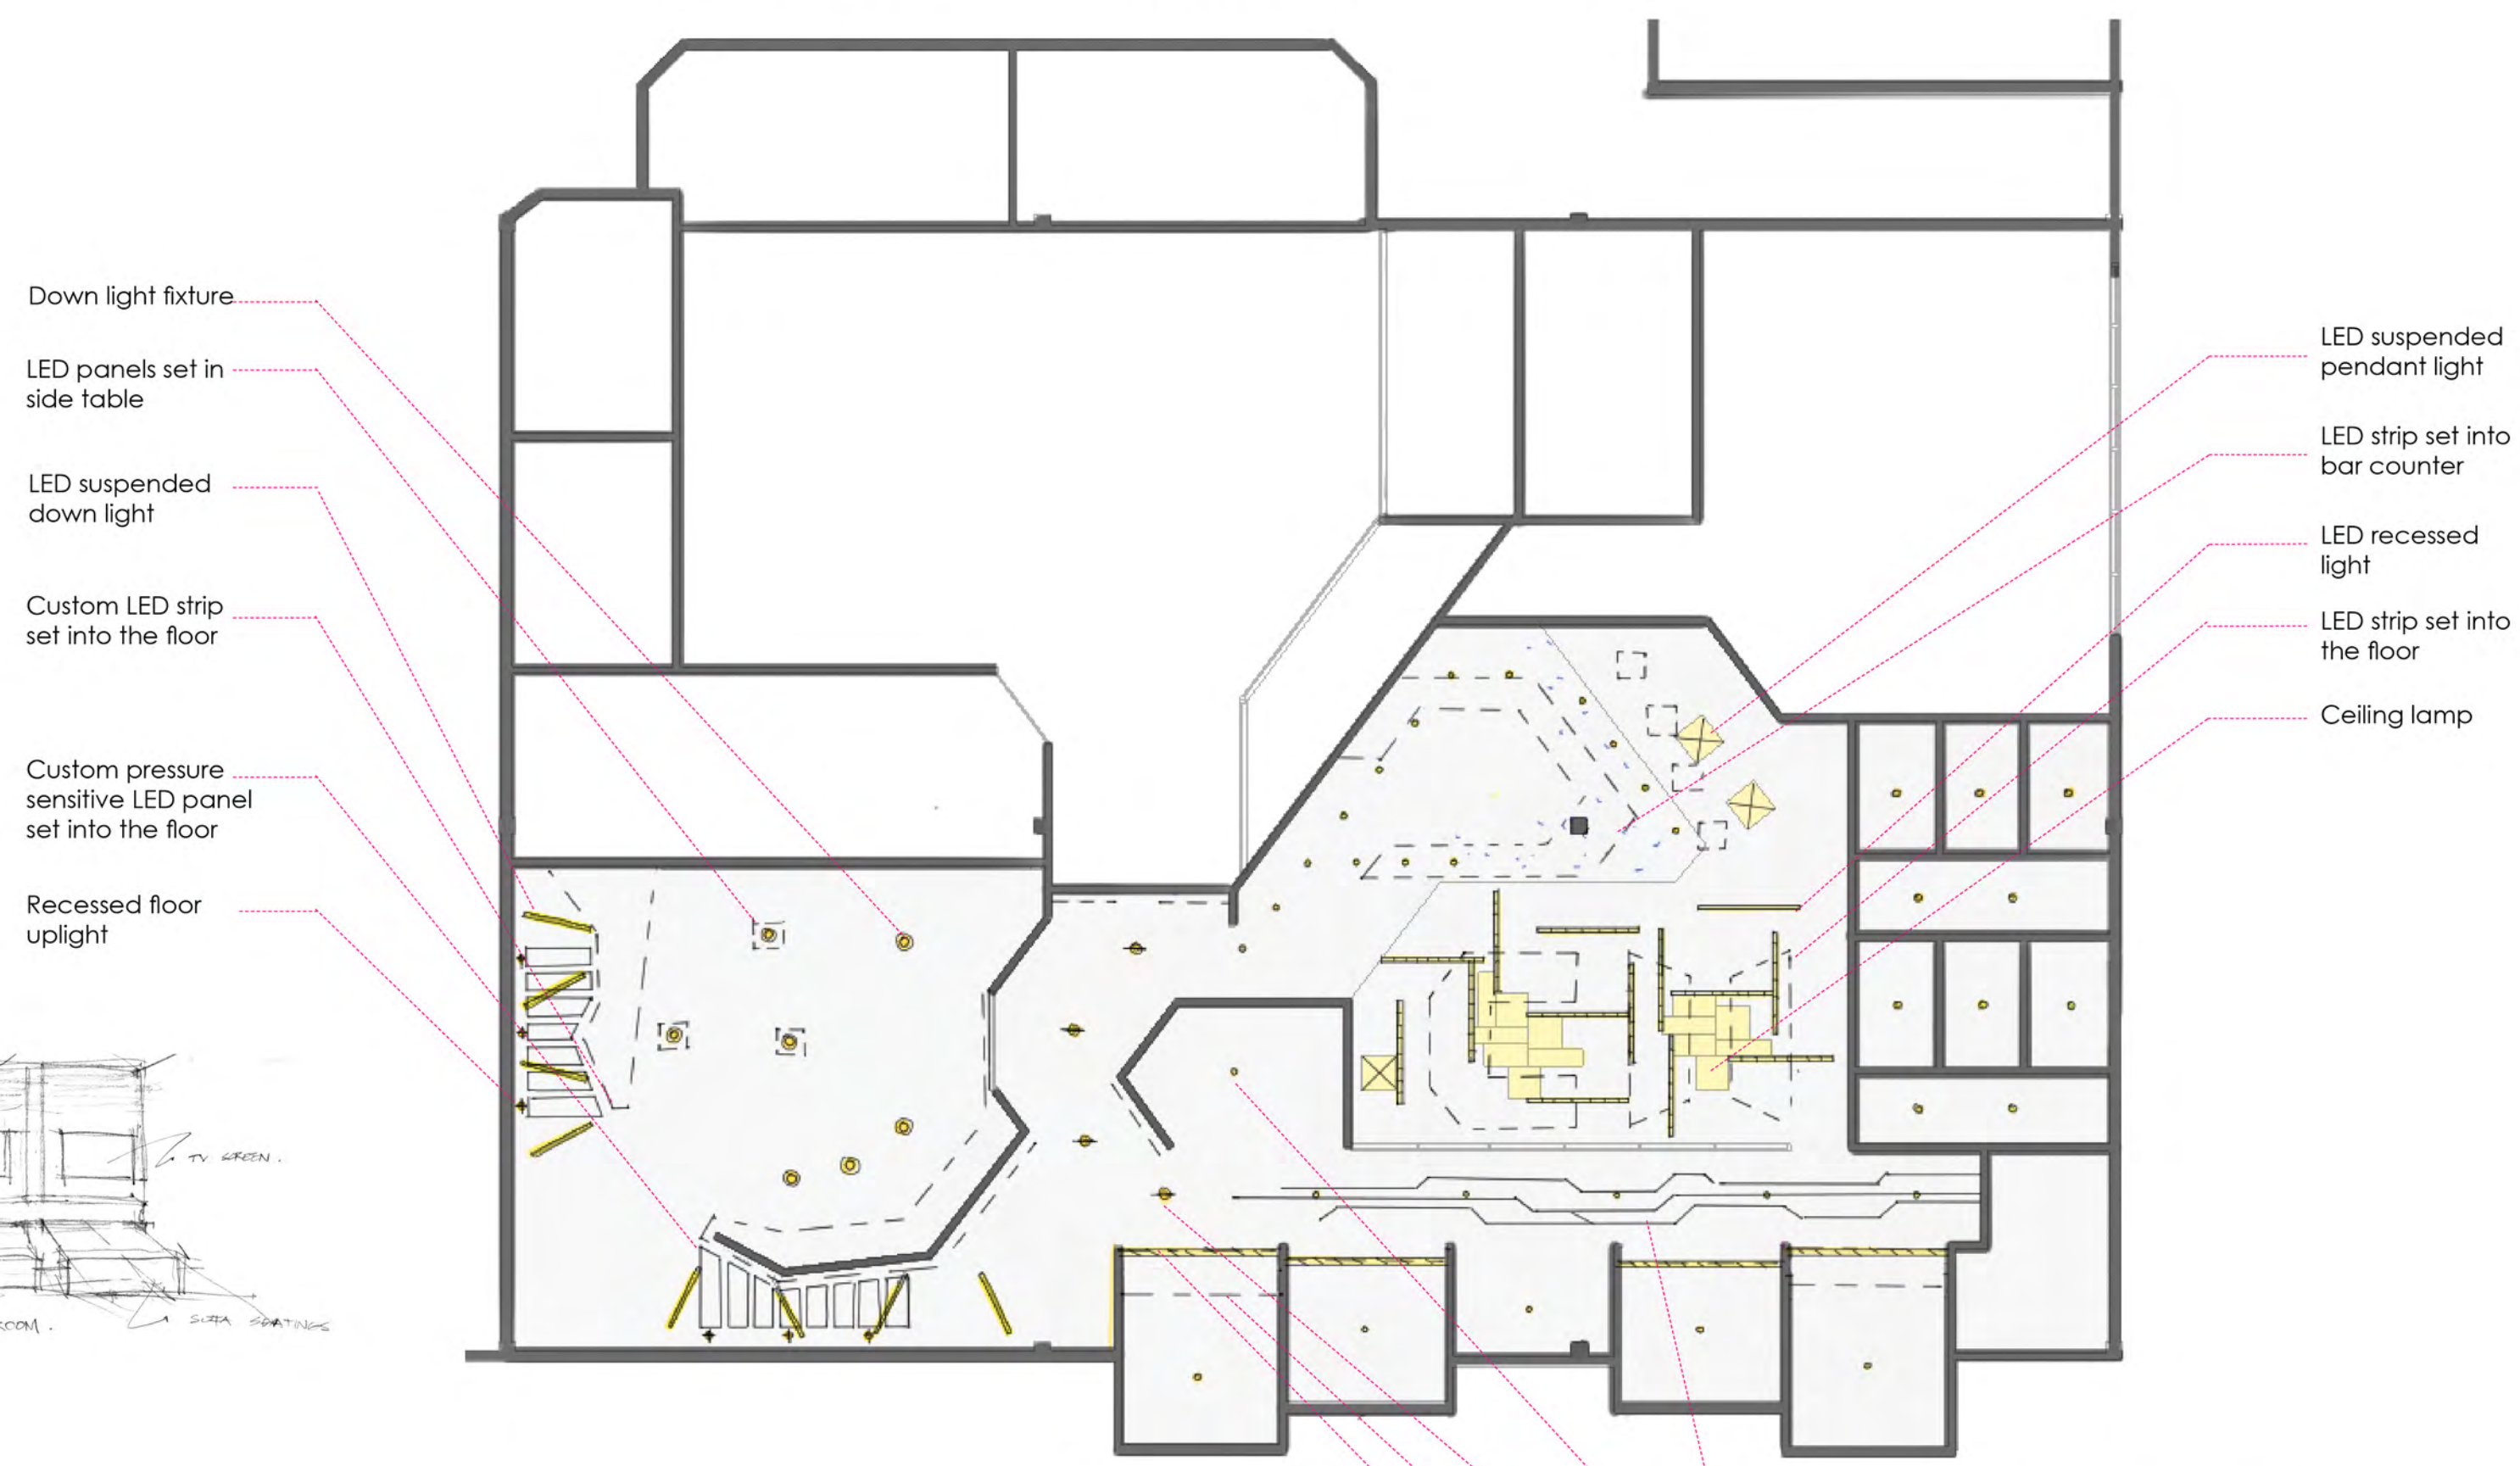 Down light fixture
LED panels set in
side table
LED suspended
down light
Custom LED strip
set into the floor
Custom pressure
sensitive LED panel
set into the floor
Recessed floor
uplight
LED suspended
pendant light
LED strip set into
bar counter
LED recessed
light
LED strip set into
the floor
Ceiling lamp
TV SCREEN.
SOFA SEATINGS